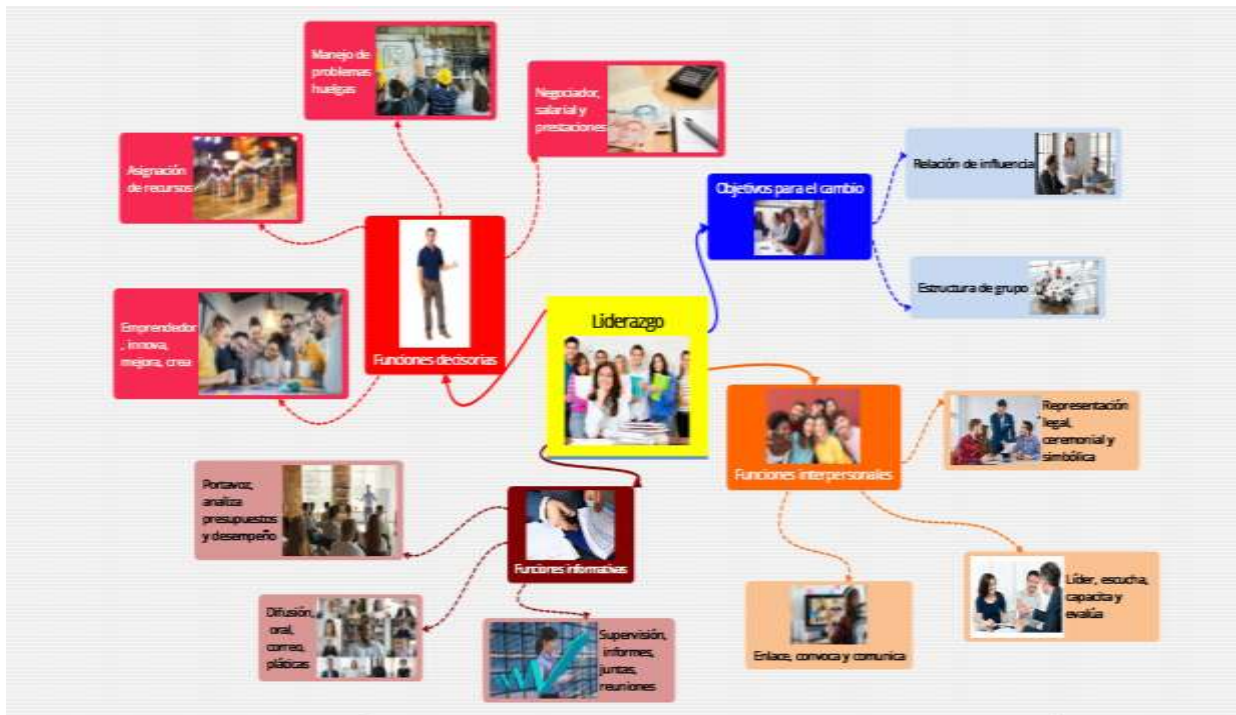 Manejo de
problemas
huelgas
Negociador,
salarial y
prestaciones
Asignación
de recursos
Emprendedor
, innova,
mejora, crea
Funciones decisorias
Liderazgo
Objetivos para el cambio
Relación de influencia
Estructura de grupo
Funciones interpersonales
Representación
legal,
ceremonial y
simbólica
Líder, escucha,
capacita y
evalúa
Enlace, convoca y comunica
Funciones informativas
Portavoz,
analiza
presupuestos
y desempeño
Difusión,
oral,
correo,
pláticas
Supervisión,
informes,
juntas,
reuniones